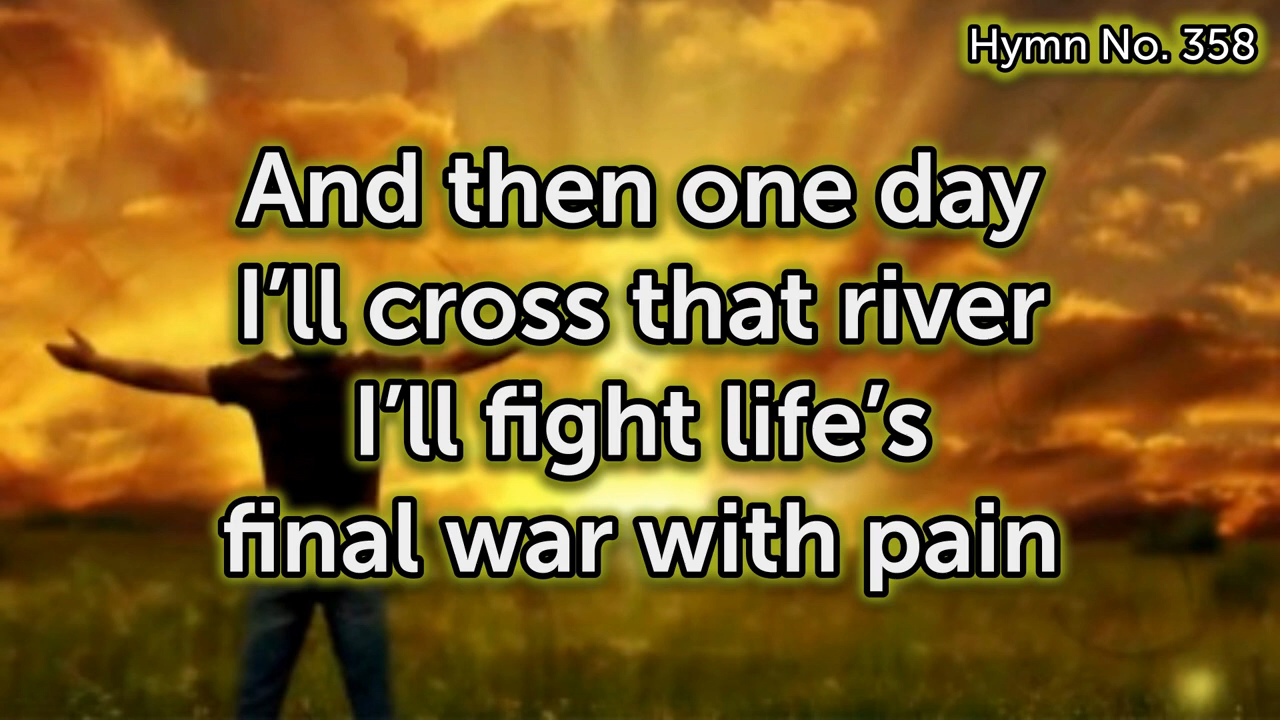 Hymn No. 358
And then one day
I’ll cross that river
I’ll fight life’s
final war with pain